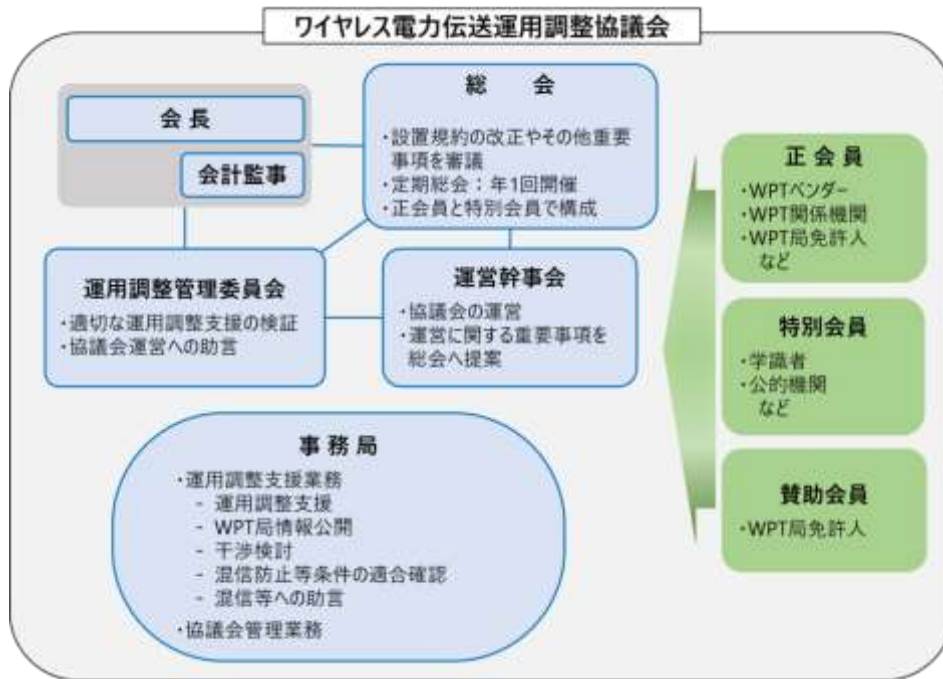 ワイヤレス電力伝送運用調整協議会
会長
会計監事
総 会
・設置規約の改正やその他重要
事項を審議
・定期総会；年1回開催
・正会員と特別会員で構成
運用調整管理委員会
・適切な運用調整支援の検証
・協議会運営への助言
運営幹事会
・協議会の運営
・運営に関する重要事項を
総会へ提案
事務局
・運用調整支援業務
- 運用調整支援
- WPT局情報公開
- 干渉検討
- 混信防止等条件の適合確認
- 混信等への助言
・協議会管理業務
正会員
・WPTベンダー
・WPT関係機関
・WPT局免許人
など
特別会員
・学識者
・公的機関
など
賛助会員
・WPT局免許人